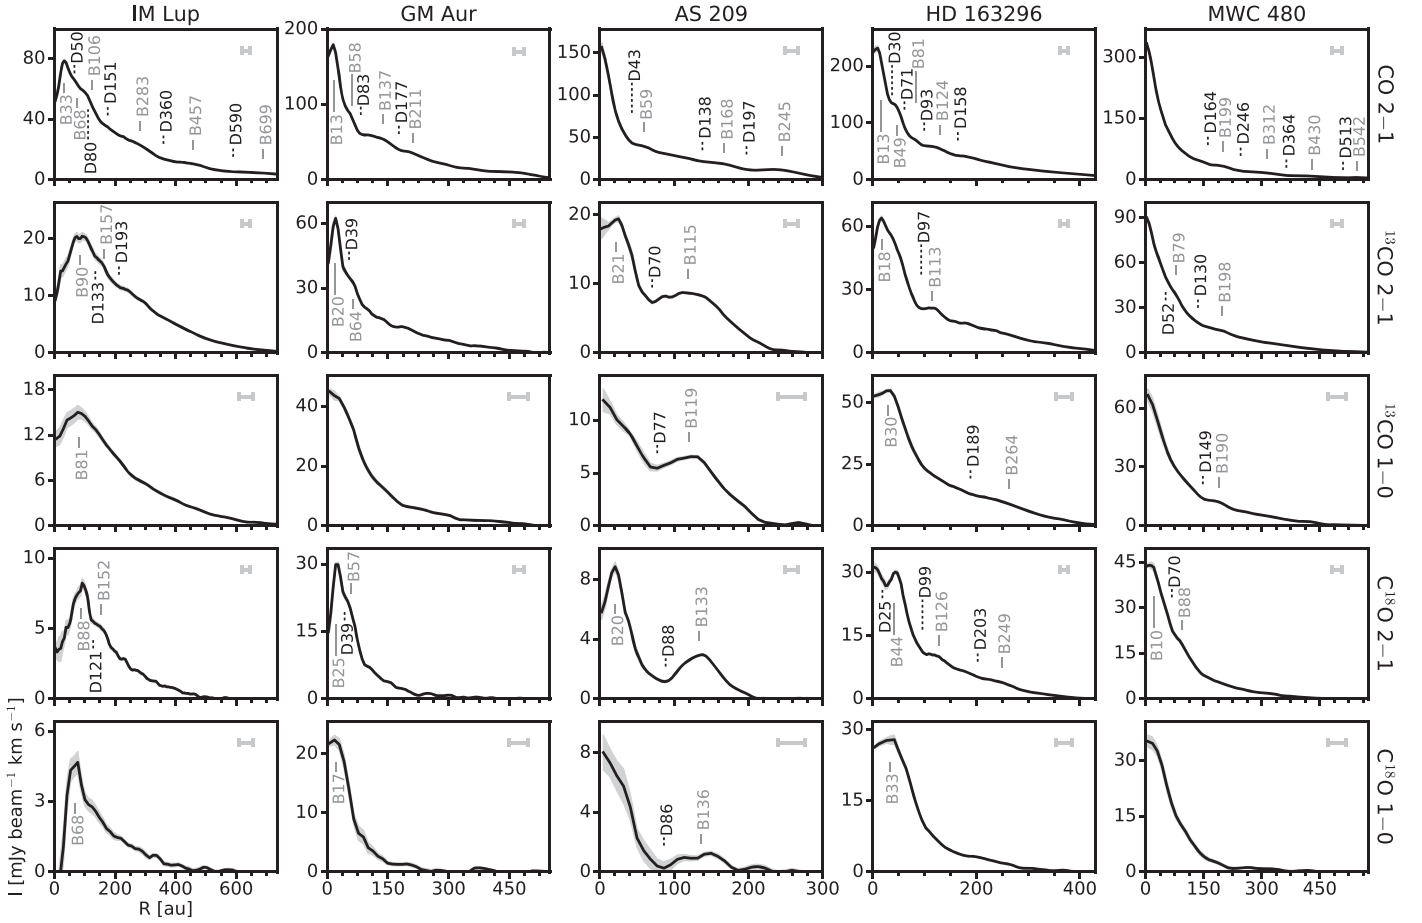 IM Lup GM Aur AS 209 HD 163296 MWC 480
80 40 0 B33 D50 B68 D80 B106 D151 B283 D360 B457 D590 B699
200 100 0 B13 B58 D83 B137 D177 B211
150 100 50 0 D43 B59 D138 B168 D197 B245
200 100 0 B13 D30 B49 D71 B81 D93 B124 D158
300 150 0 D164 B199 D246 B312 D364 B430 D513 B542
CO 2−1
20 10 0 B90 D133 B157 D193
60 30 0 B20 D39 B64
20 10 0 B21 D70 B115
60 30 0 B18 D97 B113
90 60 30 0 D52 B79 D130 B198
¹³CO 2−1
18 12 6 0 B81
40 20 0
10 5 0 D77 B119
50 25 0 B30 D189 B264
60 30 0 D149 B190
¹³CO 1−0
10 5 0 B88 D121 B152
30 15 0 B25 D39 B57
8 4 0 B20 D88 B133
30 15 0 D25 B44 D99 B126 D203 B249
45 30 15 0 B10 D70 B88
C¹⁸O 2−1
6 3 0 B68
20 10 0 B17
8 4 0 D86 B136
30 15 0 B33
45 30 15 0
C¹⁸O 1−0
I [mJy beam⁻¹ km s⁻¹]
0 200 400 600 0 150 300 450 0 100 200 300 0 200 400 0 150 300 450
R [au]